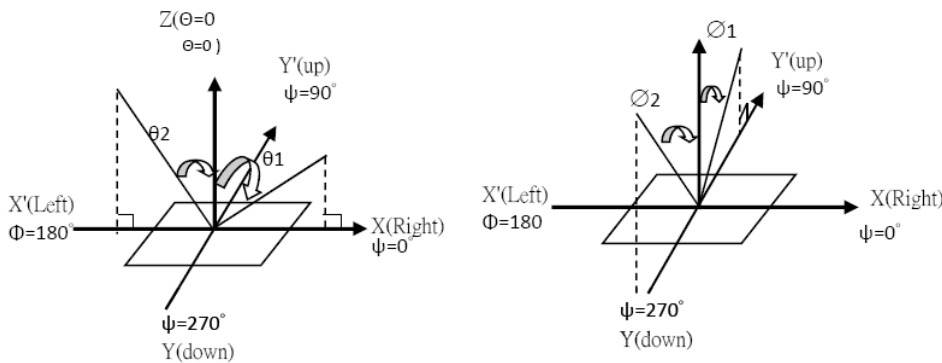 Z(Θ=0
Θ=0 )
Y'(up)
ψ=90°
θ2
θ1
X'(Left)
Φ=180°
X(Right)
ψ=0°
ψ=270°
Y(down)
∅1
Y'(up)
ψ=90°
∅2
X'(Left)
Φ=180
X(Right)
ψ=0°
ψ=270°
Y(down)